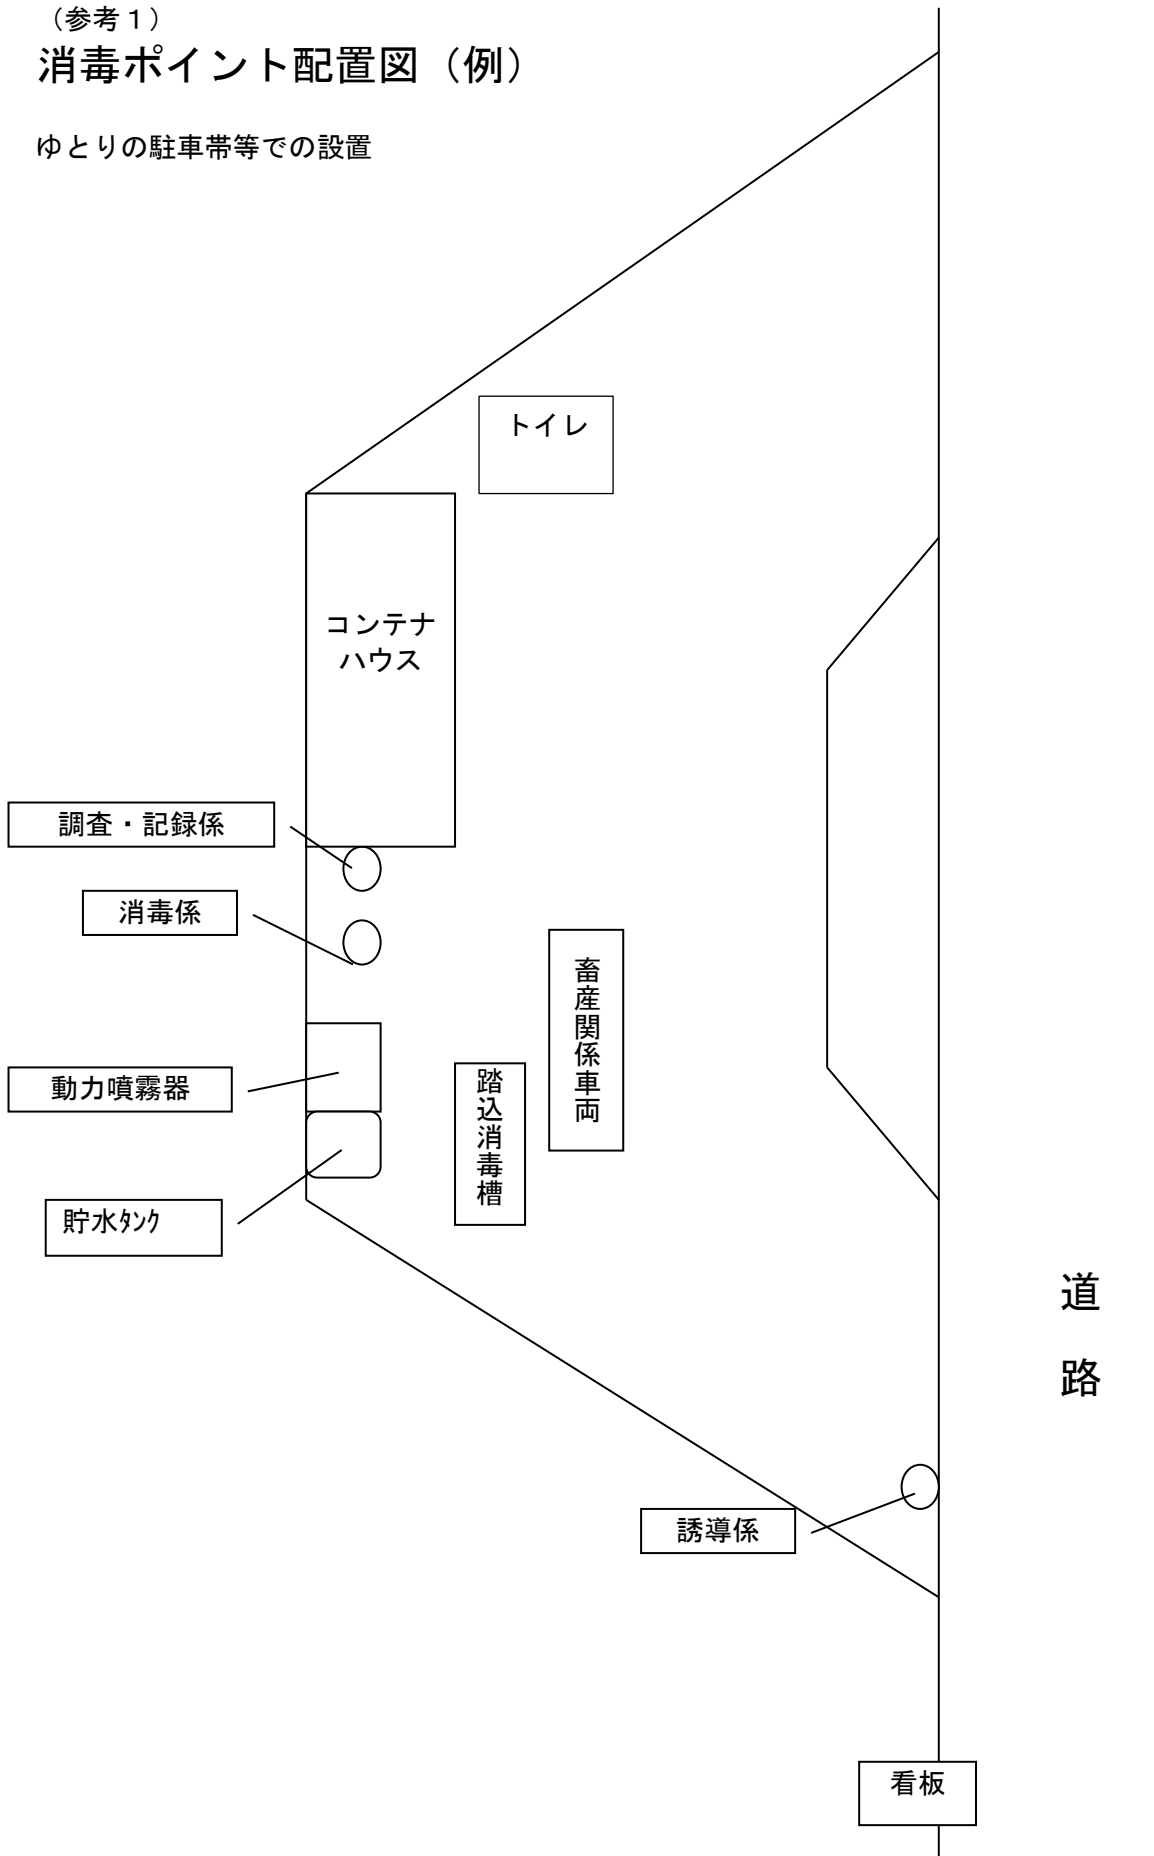 （参考１）
消毒ポイント配置図（例）
ゆとりの駐車帯等での設置
トイレ
コンテナ
ハウス
調査・記録係
消毒係
畜産関係車両
動力噴霧器
踏込消毒槽
貯水ﾀﾝｸ
道路
誘導係
看板